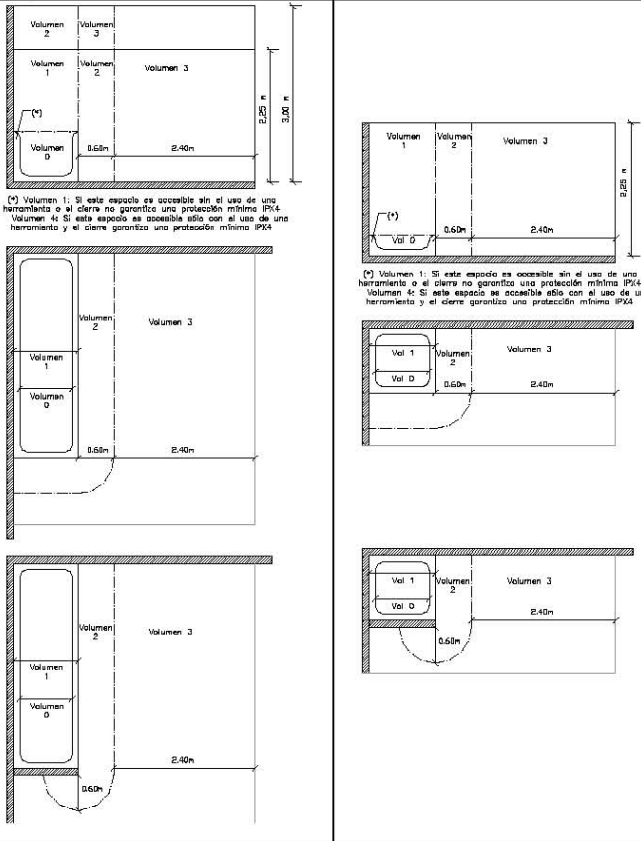 Volumen
2
Volumen
3
Volumen
1
Volumen
2
Volumen 3
(*)
Volumen
0
0.60m
2.40m
2,25 m
3,00 m
(*) Volumen 1: Si este espacio es accesible sin el uso de una
herramienta o el cierre no garantiza una protección mínima IPX4
Volumen 4: Si este espacio es accesible sólo con el uso de una
herramienta y el cierre garantiza una protección mínima IPX4
Volumen
2
Volumen 3
Volumen
1
Volumen
0
0.60m
2.40m
Volumen
2
Volumen 3
Volumen
1
Volumen
0
2.40m
0.60m
Volumen
1
Volumen
2
Volumen 3
(*)
Vol 0
0.60m
2.40m
2,25 m
(*) Volumen 1: Si este espacio es accesible sin el uso de una
herramienta o el cierre no garantiza una protección mínima IPX4
Volumen 4: Si este espacio es accesible sólo con el uso de un
herramienta y el cierre garantiza una protección mínima IPX4
Vol 1
Volumen
2
Volumen 3
Vol 0
0.60m
2.40m
Vol 1
Volumen
2
Volumen 3
Vol 0
2.40m
0.60m